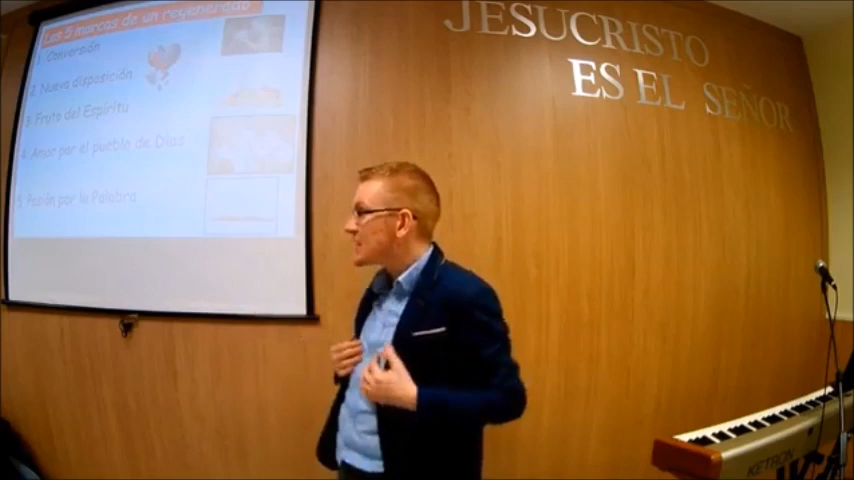 Las 5 marcas de un regenerado
1. Conversión
2. Nueva disposición
3. Fruto del Espíritu
4. Amor por el pueblo de Dios
5. Pasión por la Palabra
JESUCRISTO
ES EL SEÑOR
KETRON